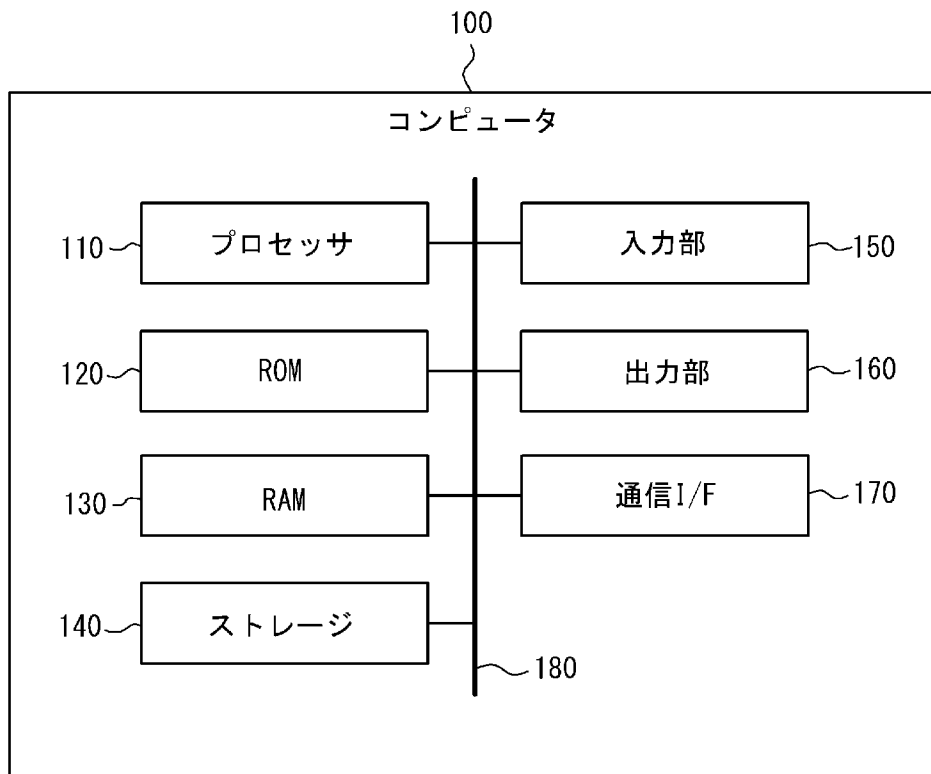 100
コンピュータ
110
プロセッサ
入力部
150
120
ROM
出力部
160
130
RAM
通信I/F
170
140
ストレージ
180